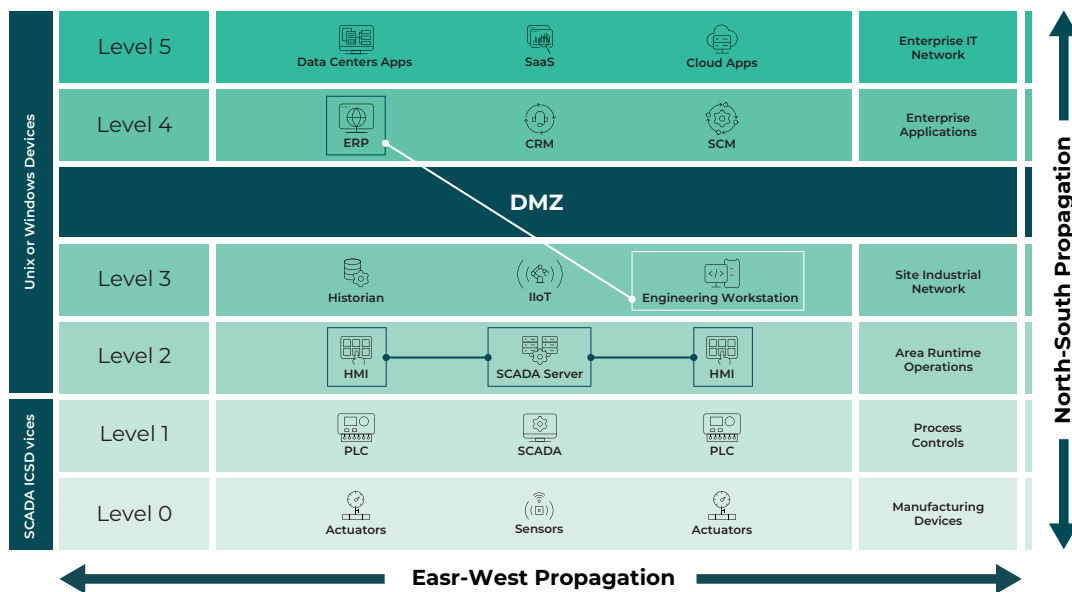 Unix or Windows Devices
Level 5
Data Centers Apps
SaaS
Cloud Apps
Enterprise IT
Network
Level 4
ERP
CRM
SCM
Enterprise
Applications
DMZ
Level 3
Historian
IIoT
</>
Engineering Workstation
Site Industrial
Network
Level 2
HMI
SCADA Server
HMI
Area Runtime
Operations
SCADA ICSD vices
Level 1
PLC
SCADA
PLC
Process
Controls
Level 0
Actuators
Sensors
Actuators
Manufacturing
Devices
North-South Propagation
Easr-West Propagation